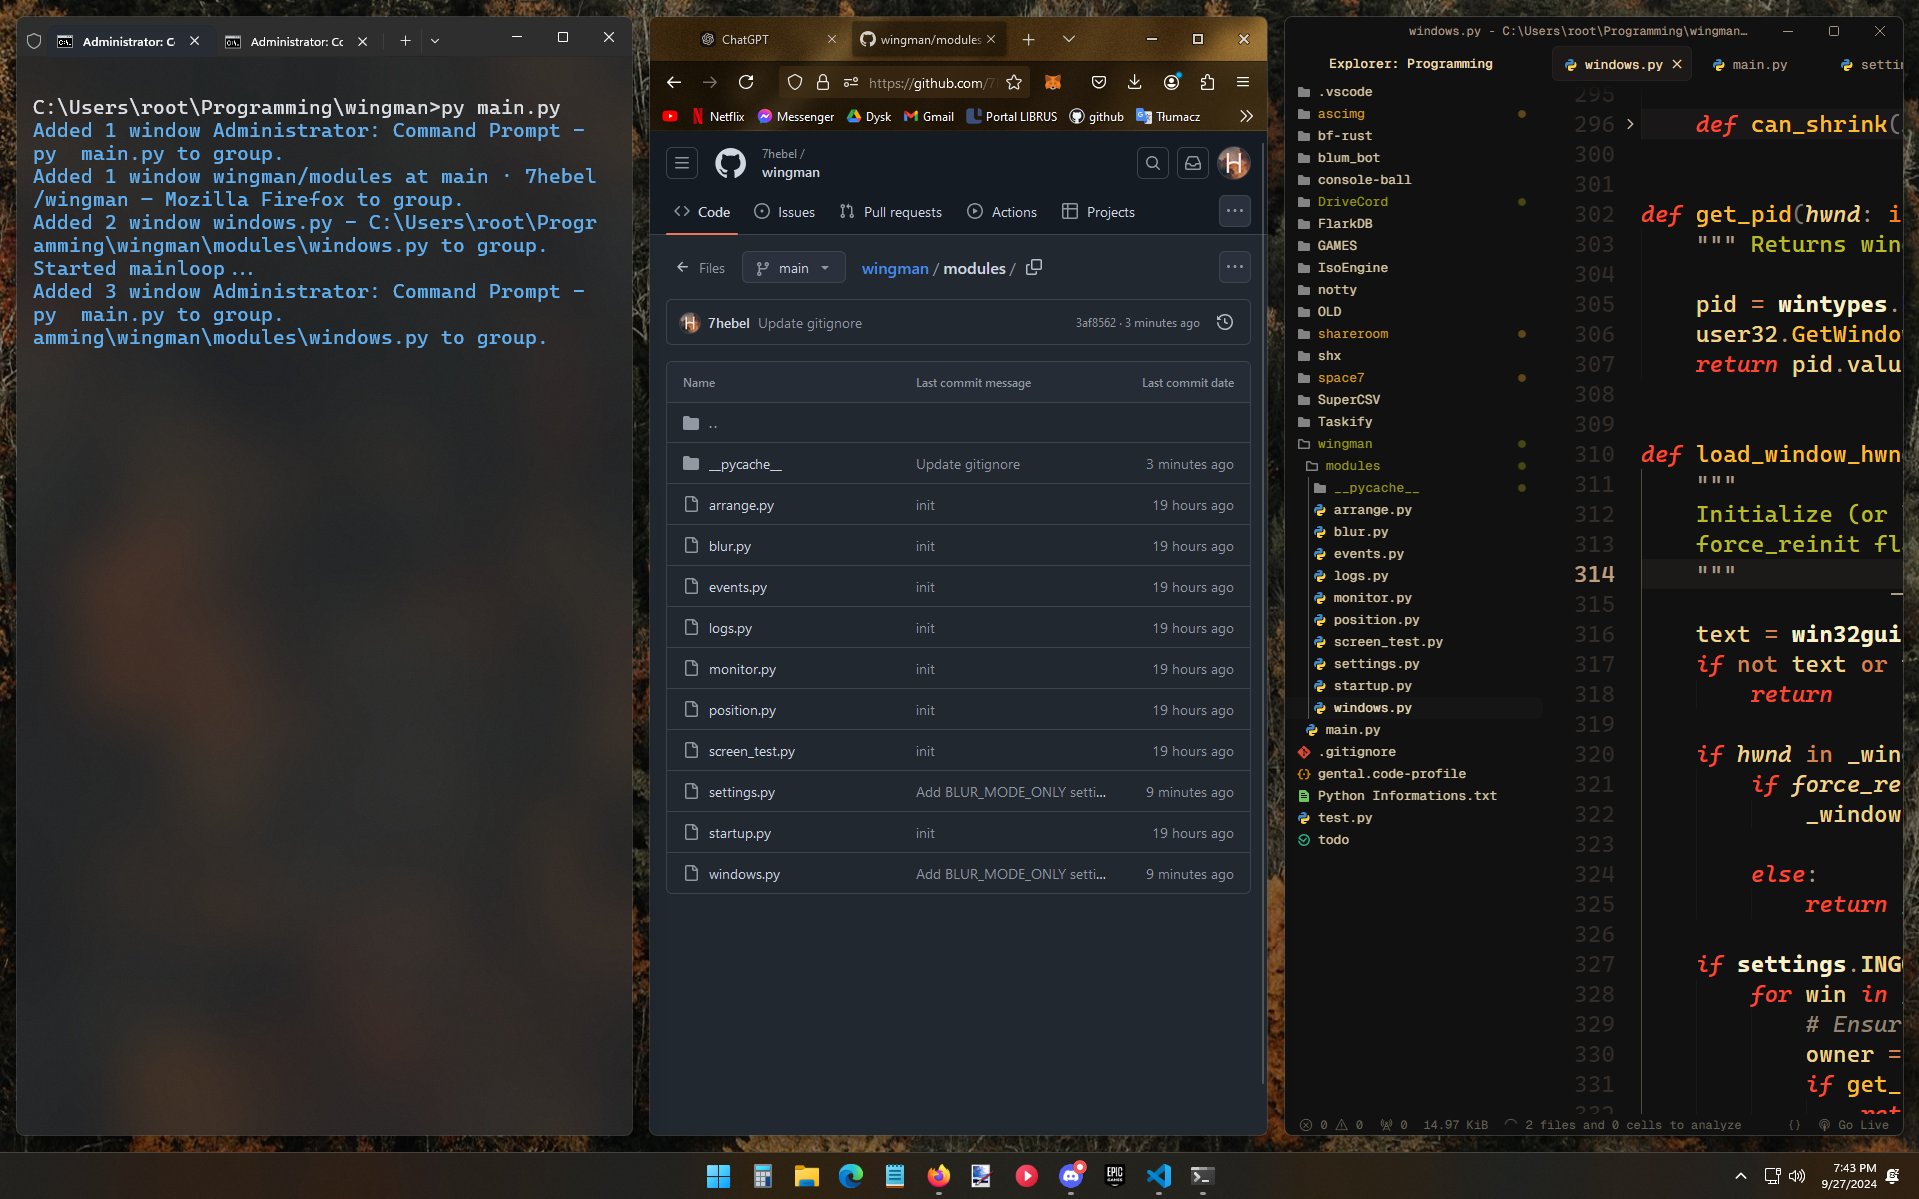 Administrator: C
Administrator: Cc
C:\Users\root\Programming\wingman>py main.py
Added 1 window Administrator: Command Prompt -
py  main.py to group.
Added 1 window wingman/modules at main · 7hebel
/wingman — Mozilla Firefox to group.
Added 2 window windows.py - C:\Users\root\Progr
amming\wingman\modules\windows.py to group.
Started mainloop...
Added 3 window Administrator: Command Prompt -
py  main.py to group.
amming\wingman\modules\windows.py to group.
ChatGPT
wingman/modules
https://github.com/7
Netflix
Messenger
Dysk
Gmail
Portal LIBRUS
github
Tłumacz
7hebel /
wingman
H
Code
Issues
Pull requests
Actions
Projects
Files
main
wingman / modules /
H
7hebel Update gitignore
3af8562 · 3 minutes ago
Name Last commit message Last commit date
..
__pycache__ Update gitignore 3 minutes ago
arrange.py init 19 hours ago
blur.py init 19 hours ago
events.py init 19 hours ago
logs.py init 19 hours ago
monitor.py init 19 hours ago
position.py init 19 hours ago
screen_test.py init 19 hours ago
settings.py Add BLUR_MODE_ONLY setti... 9 minutes ago
startup.py init 19 hours ago
windows.py Add BLUR_MODE_ONLY setti... 9 minutes ago
windows.py - C:\Users\root\Programming\wingman…
Explorer: Programming
windows.py
main.py
settin
.vscode
ascimg
bf-rust
blum_bot
console-ball
DriveCord
FlarkDB
GAMES
IsoEngine
notty
OLD
shareroom
shx
space7
SuperCSV
Taskify
wingman
modules
__pycache__
arrange.py
blur.py
events.py
logs.py
monitor.py
position.py
screen_test.py
settings.py
startup.py
windows.py
main.py
.gitignore
gental.code-profile
Python Informations.txt
test.py
todo
295
296 def can_shrink(
300
301
302 def get_pid(hwnd: i
303 """ Returns win
304
305 pid = wintypes.
306 user32.GetWindo
307 return pid.valu
308
309
310 def load_window_hwn
311 """
312 Initialize (or
313 force_reinit fl
314 """
315
316 text = win32gui
317 if not text or
318 return
319
320 if hwnd in _win
321 if force_re
322 _window
323
324 else:
325 return
326
327 if settings.ING
328 for win in
329 # Ensur
330 owner =
331 if get_
332 ret
0 0 0 14.97 KiB 2 files and 0 cells to analyze {} Go Live
EPIC GAMES
7:43 PM
9/27/2024